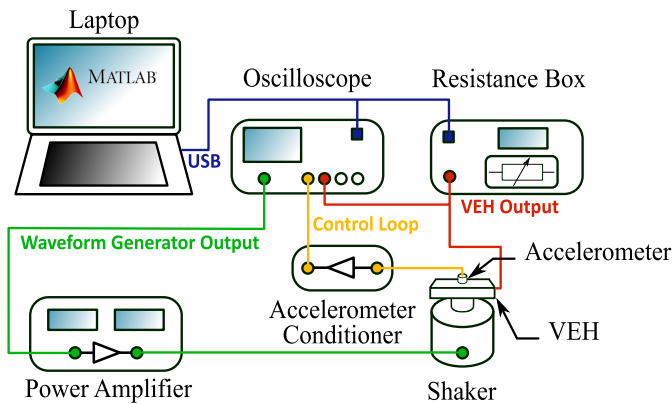 Laptop
MATLAB
Oscilloscope
Resistance Box
USB
VEH Output
Control Loop
Waveform Generator Output
Accelerometer
Accelerometer
Conditioner
VEH
Power Amplifier
Shaker